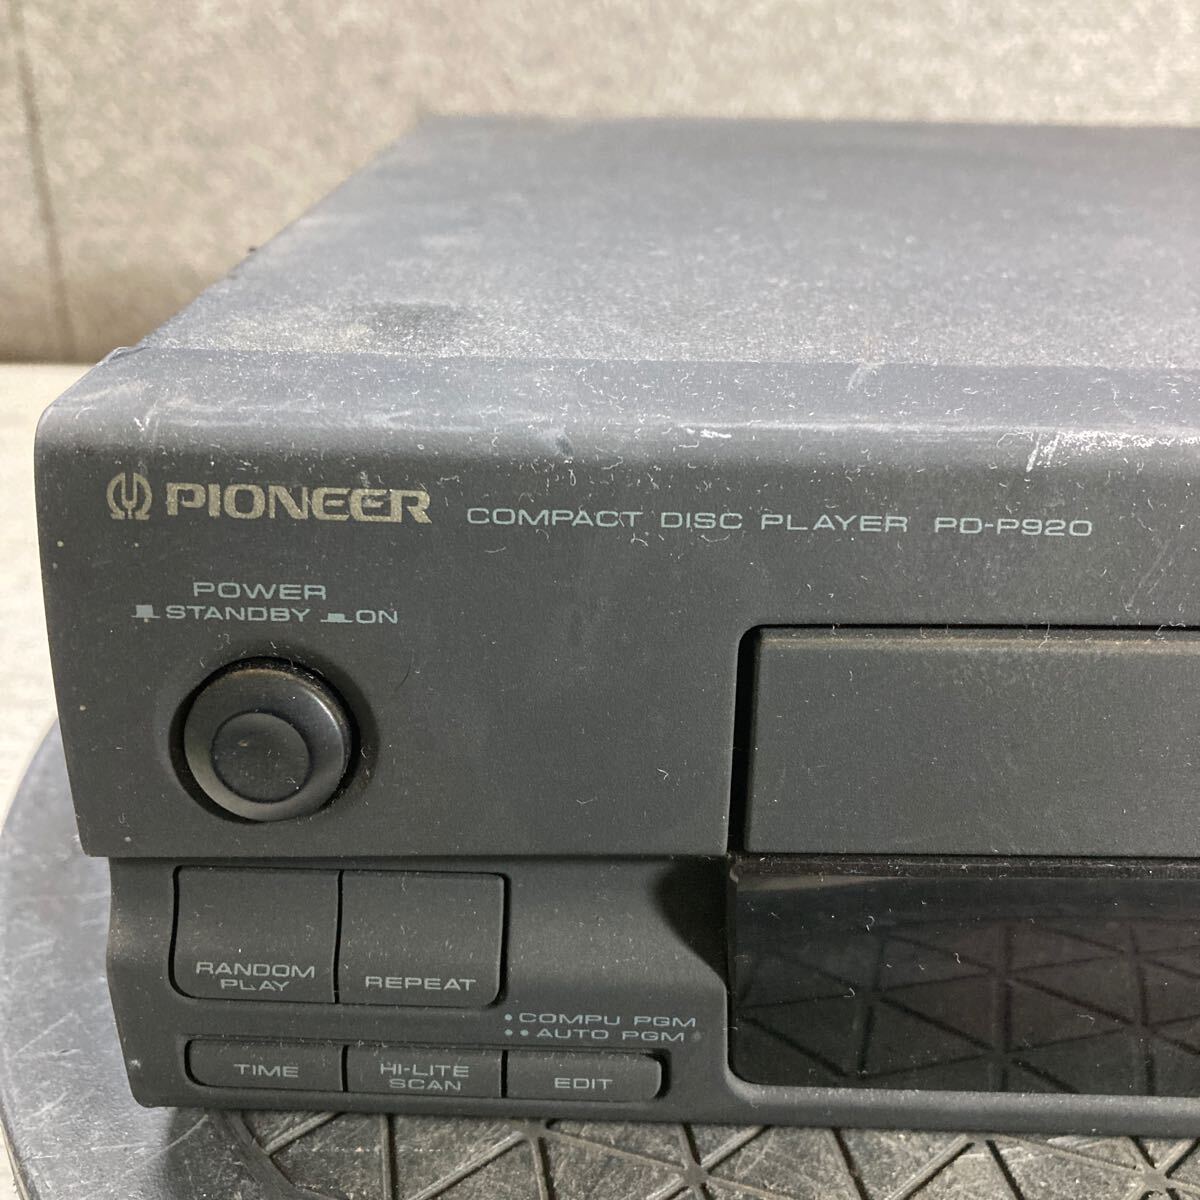 PIONEER COMPACT DISC PLAYER PD-P920
POWER
STANDBY ON
RANDOM
PLAY
REPEAT
• COMPU PGM
•• AUTO PGM
TIME
HI-LITE
SCAN
EDIT